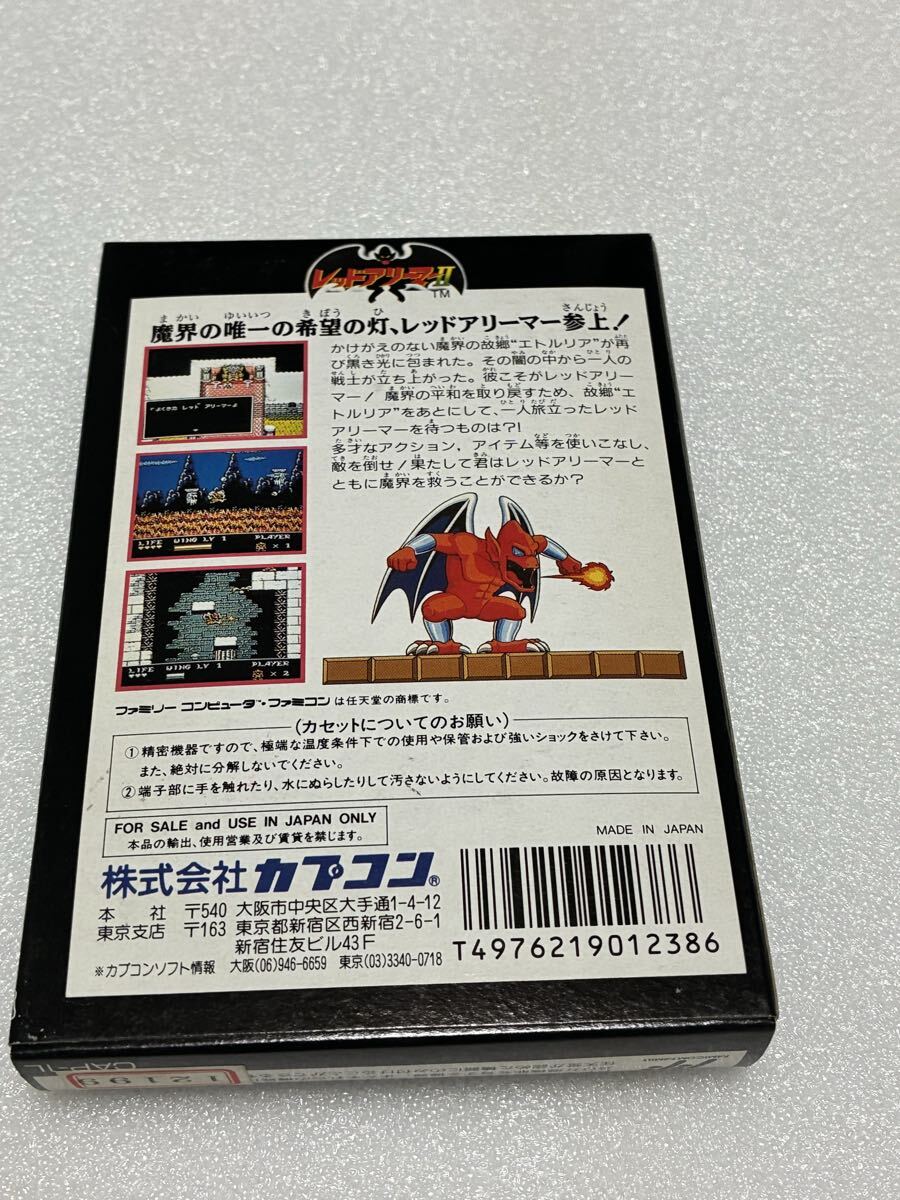 レッドアリーマーII
TM
魔界の唯一の希望の灯、レッドアリーマー参上!
かけがえのない魔界の故郷“エトルリア”が再
び黒き光に包まれた。その闇の中から一人の
戦士が立ち上がった。彼こそがレッドアリー
マー!魔界の平和を取り戻すため、故郷“エ
トルリア”をあとにして、一人旅立ったレッド
アリーマーを待つものは?!
多才なアクション,アイテム等を使いこなし、
敵を倒せ!果たして君はレッドアリーマーと
ともに魔界を救うことができるか?
よくきた レッド アリーマーよ
LIFE WING LV 1 PLAYER
× 1
LIFE WING LV 1 PLAYER
× 2
ファミリー コンピュータ・ファミコン は任天堂の商標です。
(カセットについてのお願い)
①精密機器ですので、極端な温度条件下での使用や保管および強いショックをさけて下さい。
また、絶対に分解しないでください。
②端子部に手を触れたり、水にぬらしたりして汚さないようにしてください。故障の原因となります。
FOR SALE and USE IN JAPAN ONLY
本品の輸出、使用営業及び賃貸を禁じます。
MADE IN JAPAN
株式会社カプコン®
本 社 〒540 大阪市中央区大手通1-4-12
東京支店 〒163 東京都新宿区西新宿2-6-1
新宿住友ビル43F
※カプコンソフト情報 大阪(06)946-6659 東京(03)3340-0718
T4976219012386
CAP-1L
12199